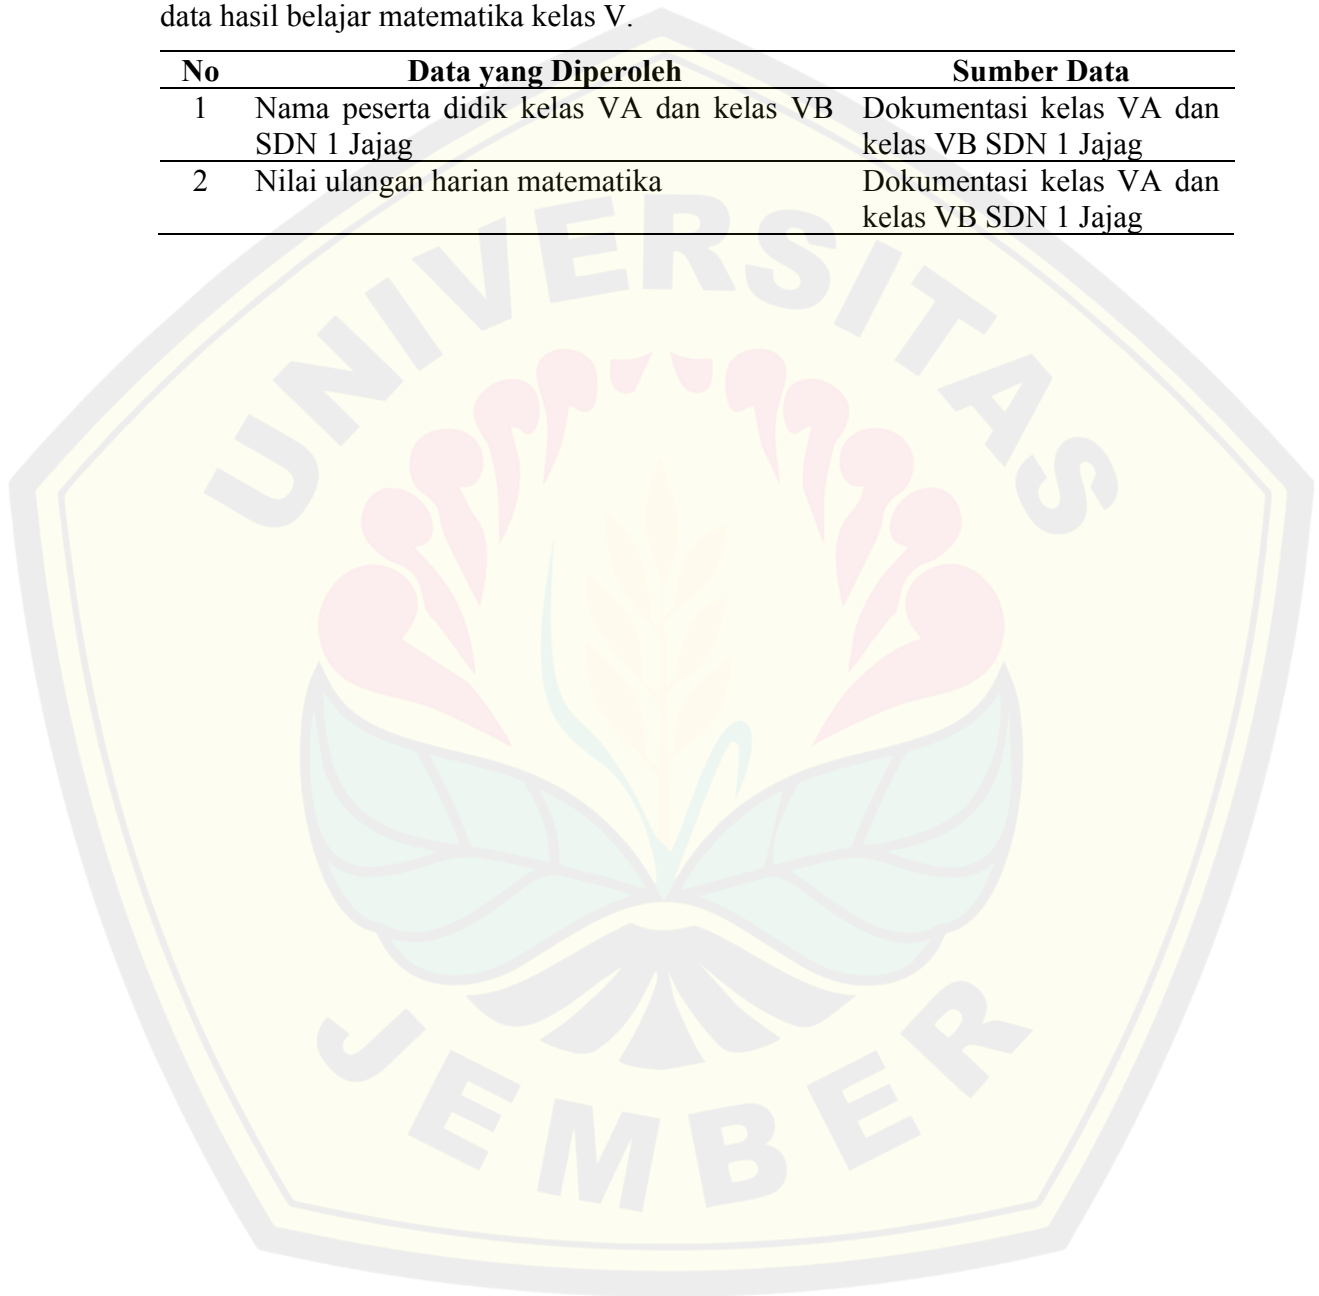 data hasil belajar matematika kelas V.
No Data yang Diperoleh Sumber Data
1 Nama peserta didik kelas VA dan kelas VB Dokumentasi kelas VA dan
SDN 1 Jajag kelas VB SDN 1 Jajag
2 Nilai ulangan harian matematika Dokumentasi kelas VA dan
kelas VB SDN 1 Jajag
UNIVERSITAS
JEMBER